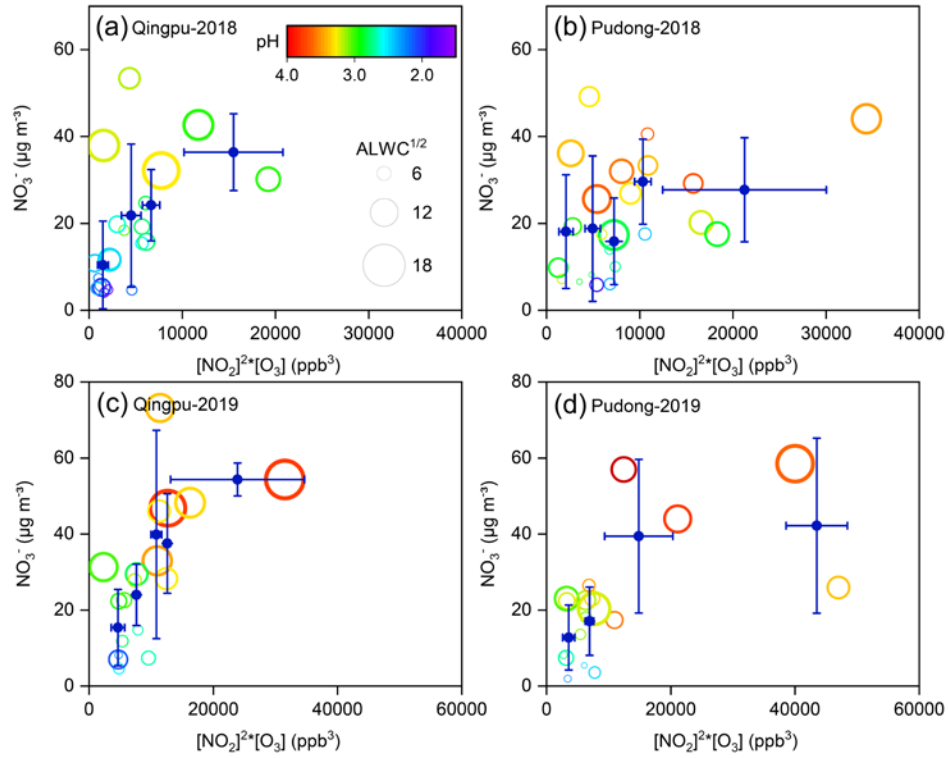 (a) Qingpu-2018
pH
4.0 3.0 2.0
ALWC¹ᐟ²
6
12
18
60
40
20
0
NO₃⁻ (µg m⁻³)
0 10000 20000 30000 40000
[NO₂]²*[O₃] (ppb³)
(b) Pudong-2018
60
40
20
0
NO₃⁻ (µg m⁻³)
0 10000 20000 30000 40000
[NO₂]²*[O₃] (ppb³)
(c) Qingpu-2019
80
60
40
20
0
NO₃⁻ (µg m⁻³)
0 20000 40000 60000
[NO₂]²*[O₃] (ppb³)
(d) Pudong-2019
80
60
40
20
0
NO₃⁻ (µg m⁻³)
0 20000 40000 60000
[NO₂]²*[O₃] (ppb³)